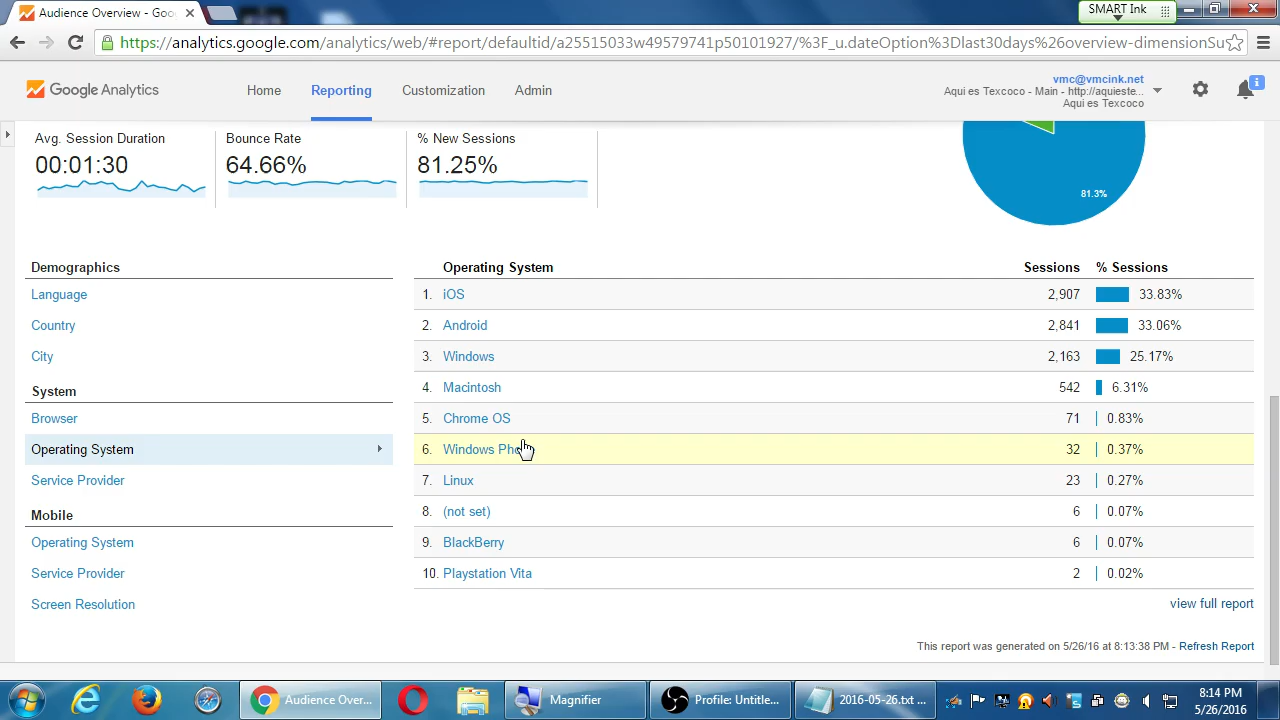 Audience Overview - Goo
SMART Ink
https://analytics.google.com/analytics/web/#report/defaultid/a25515033w49579741p50101927/%3F_u.dateOption%3Dlast30days%26overview-dimensionSu
Google Analytics
Home
Reporting
Customization
Admin
vmc@vmcink.net
Aqui es Texcoco - Main - http://aquieste...
Aqui es Texcoco
i
Avg. Session Duration
00:01:30
Bounce Rate
64.66%
% New Sessions
81.25%
81.3%
Demographics
Language
Country
City
System
Browser
Operating System
Service Provider
Mobile
Operating System
Service Provider
Screen Resolution
Operating System Sessions % Sessions
1. iOS 2,907 33.83%
2. Android 2,841 33.06%
3. Windows 2,163 25.17%
4. Macintosh 542 6.31%
5. Chrome OS 71 0.83%
6. Windows Pho 32 0.37%
7. Linux 23 0.27%
8. (not set) 6 0.07%
9. BlackBerry 6 0.07%
10. Playstation Vita 2 0.02%
view full report
This report was generated on 5/26/16 at 8:13:38 PM - Refresh Report
Audience Over...
Magnifier
Profile: Untitle...
2016-05-26.txt ...
8:14 PM
5/26/2016